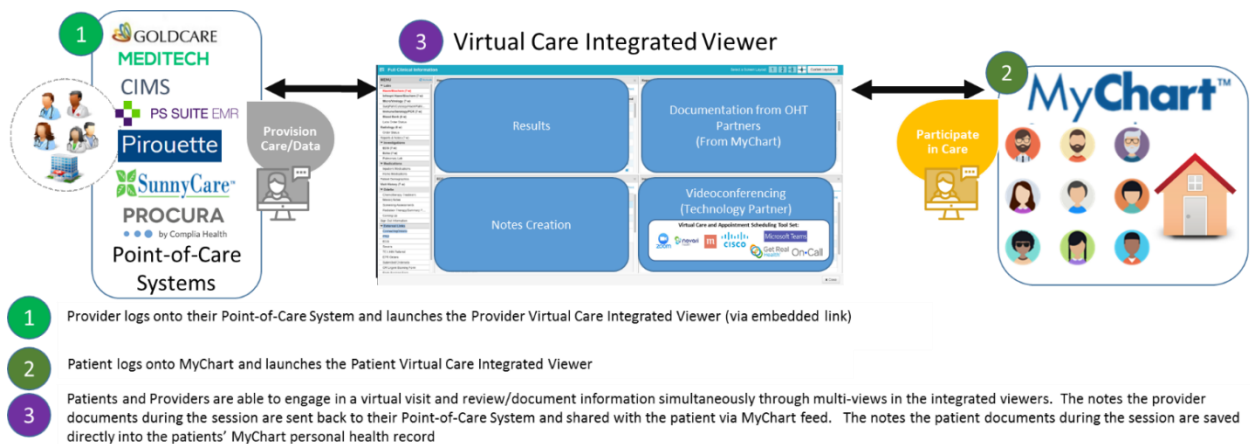 1
GOLDCARE
MEDITECH
CIMS
PS SUITE EMR
Pirouette
SunnyCare™
PROCURA
by Complia Health
Point-of-Care
Systems
Provision
Care/Data
3 Virtual Care Integrated Viewer
MENU
Results
Documentation from OHT
Partners
(From MyChart)
Notes Creation
Videoconferencing
(Technology Partner)
Virtual Care and Appointment Scheduling Tool Set:
zoom
novari
m
cisco
Microsoft Teams
Get Real
Health
On•Call
Participate
in Care
2
MyChart™
1 Provider logs onto their Point-of-Care System and launches the Provider Virtual Care Integrated Viewer (via embedded link)
2 Patient logs onto MyChart and launches the Patient Virtual Care Integrated Viewer
3 Patients and Providers are able to engage in a virtual visit and review/document information simultaneously through multi-views in the integrated viewers. The notes the provider
documents during the session are sent back to their Point-of-Care System and shared with the patient via MyChart feed. The notes the patient documents during the session are saved
directly into the patients' MyChart personal health record